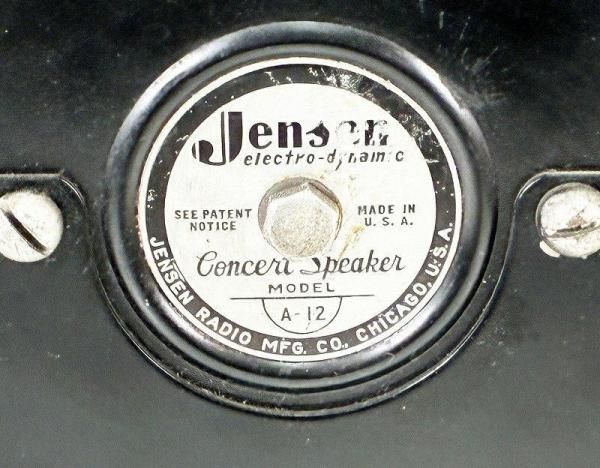 Jensen
electro-dynamic
SEE PATENT
NOTICE
MADE IN
U. S. A.
Concert Speaker
MODEL
A-12
JENSEN RADIO MFG. CO., CHICAGO, U.S.A.